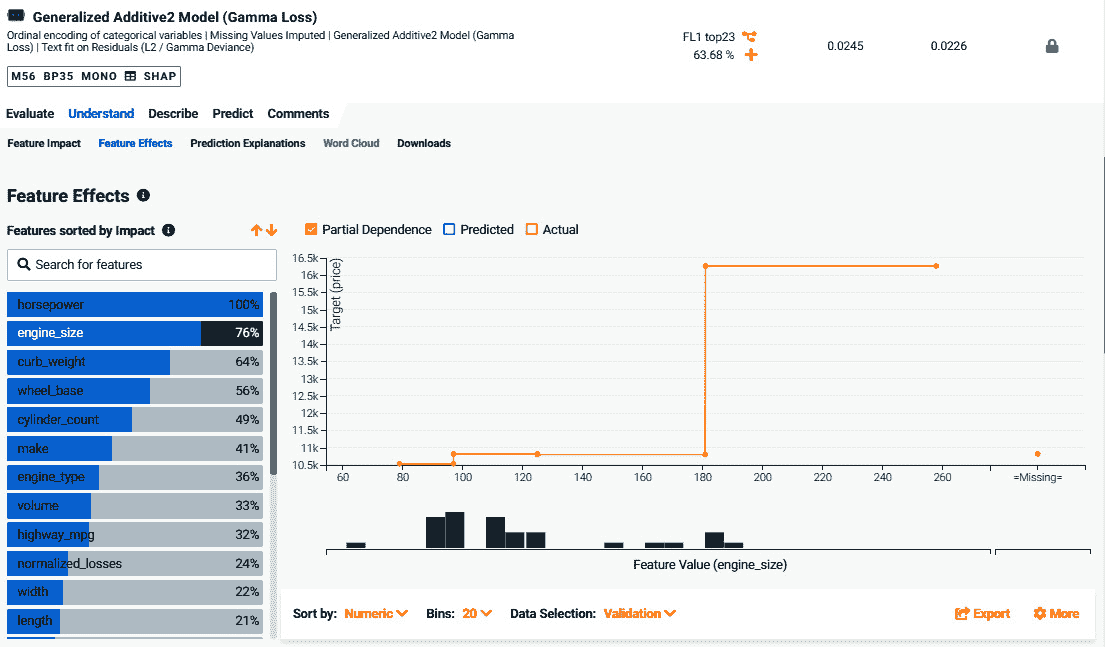 Generalized Additive2 Model (Gamma Loss)
Ordinal encoding of categorical variables | Missing Values Imputed | Generalized Additive2 Model (Gamma
Loss) | Text fit on Residuals (L2 / Gamma Deviance)
M56 BP35 MONO SHAP
FL1 top23
63.68 %
0.0245
0.0226
Evaluate Understand Describe Predict Comments
Feature Impact Feature Effects Prediction Explanations Word Cloud Downloads
Feature Effects
Features sorted by Impact
Search for features
horsepower 100%
engine_size 76%
curb_weight 64%
wheel_base 56%
cylinder_count 49%
make 41%
engine_type 36%
volume 33%
highway_mpg 32%
normalized_losses 24%
width 22%
length 21%
Partial Dependence Predicted Actual
Target (price)
16.5k
16k
15.5k
15k
14.5k
14k
13.5k
13k
12.5k
12k
11.5k
11k
10.5k
60 80 100 120 140 160 180 200 220 240 260 =Missing=
Feature Value (engine_size)
Sort by: Numeric Bins: 20 Data Selection: Validation Export More